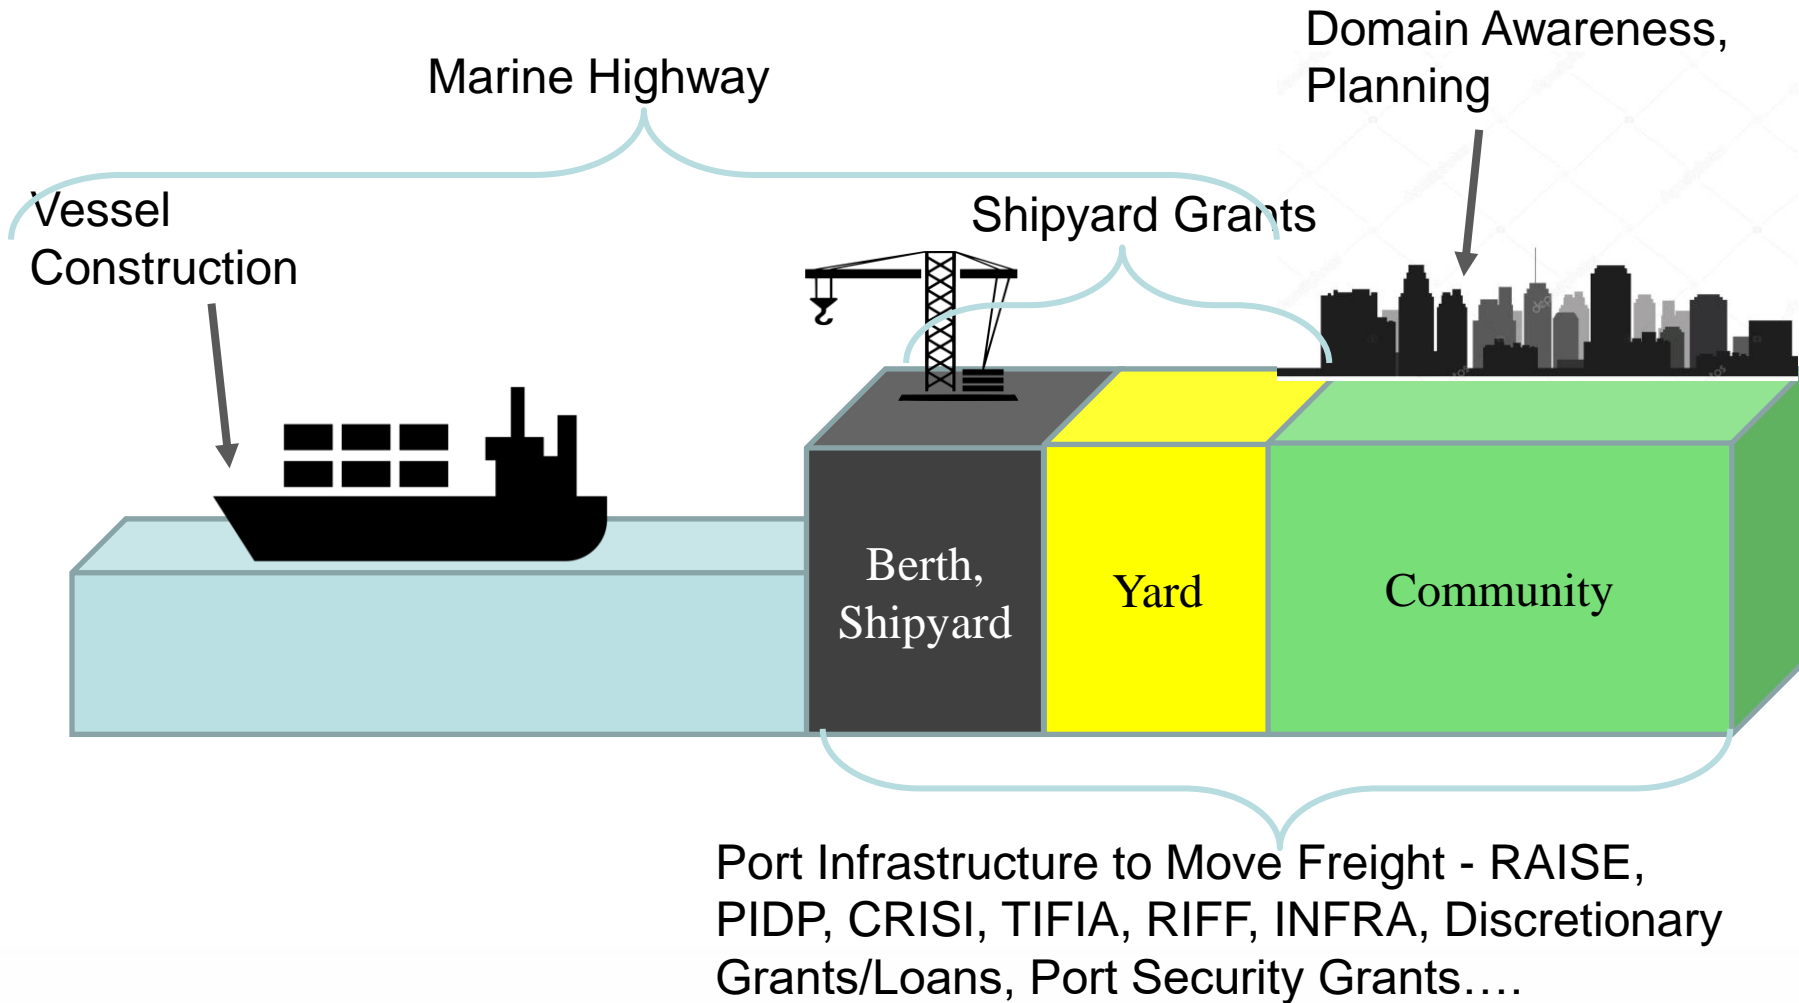 Domain Awareness,
Planning
Marine Highway
Vessel
Construction
Shipyard Grants
Berth,
Shipyard
Yard
Community
Port Infrastructure to Move Freight - RAISE,
PIDP, CRISI, TIFIA, RIFF, INFRA, Discretionary
Grants/Loans, Port Security Grants….